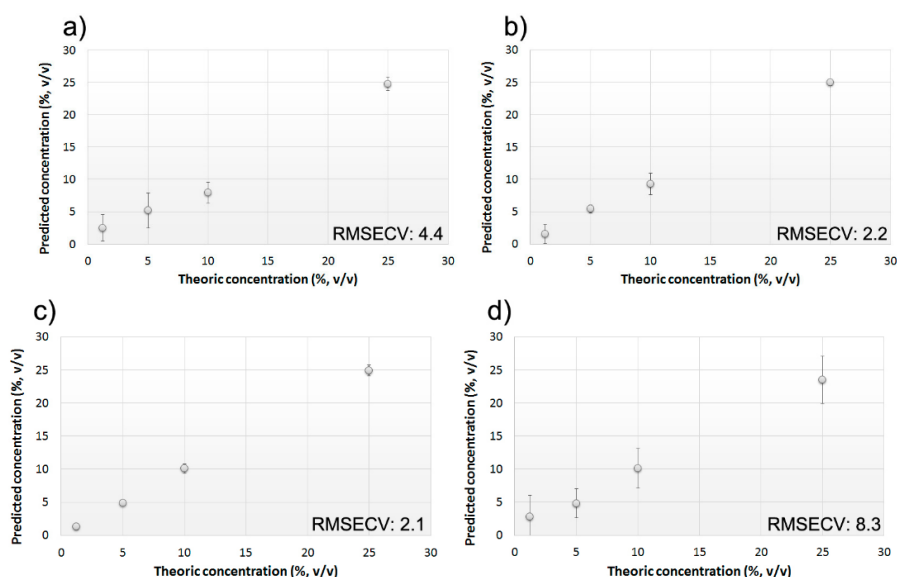 a)
Predicted concentration (%, v/v)
30
25
20
15
10
5
0
RMSECV: 4.4
0 5 10 15 20 25 30
Theoric concentration (%, v/v)
b)
Predicted concentration (%, v/v)
30
25
20
15
10
5
0
RMSECV: 2.2
0 5 10 15 20 25 30
Theoric concentration (%, v/v)
c)
Predicted concentration (%, v/v)
30
25
20
15
10
5
0
RMSECV: 2.1
0 5 10 15 20 25 30
Theoric concentration (%, v/v)
d)
Predicted concentration (%, v/v)
30
25
20
15
10
5
0
RMSECV: 8.3
0 5 10 15 20 25 30
Theoric concentration (%, v/v)